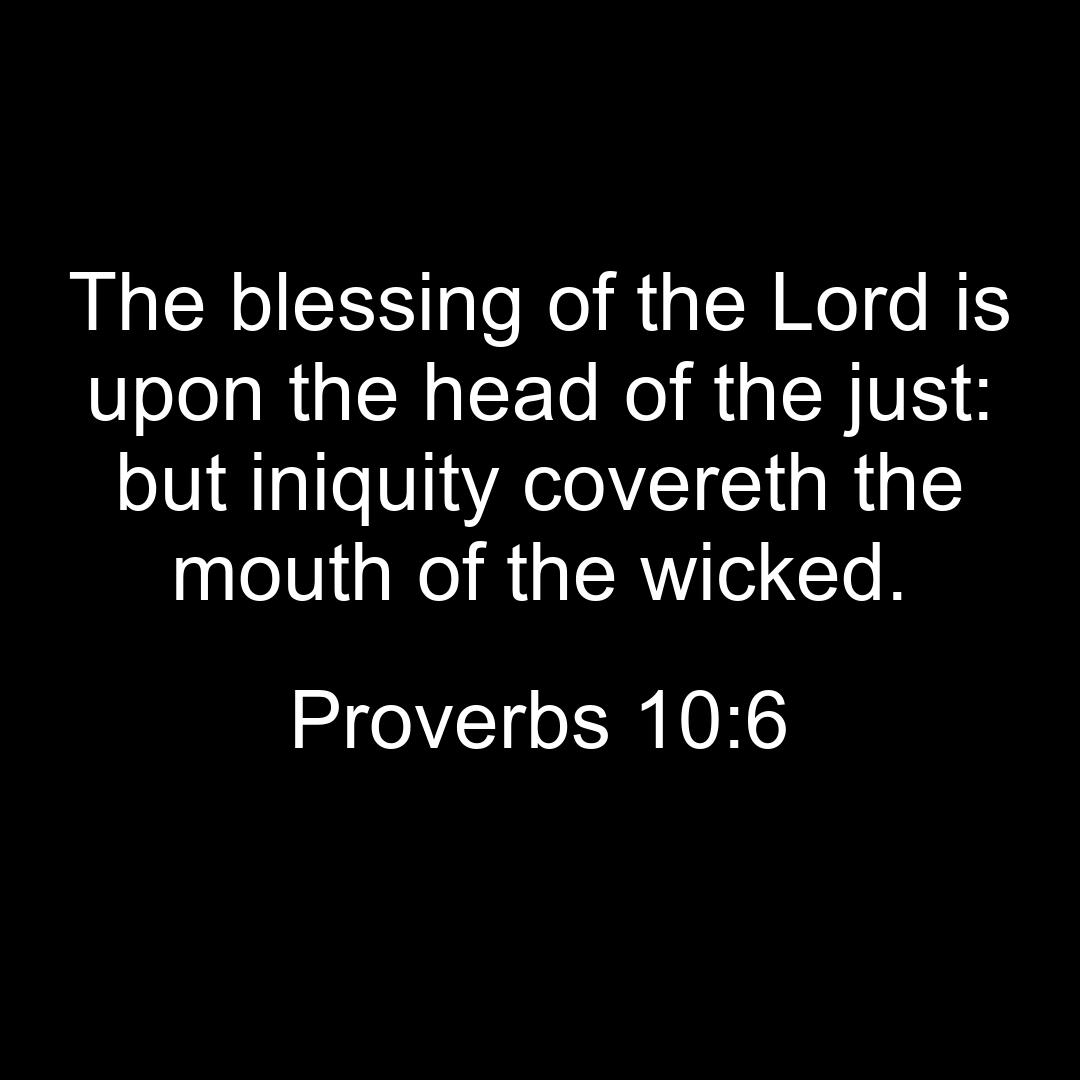 The blessing of the Lord is
upon the head of the just:
but iniquity covereth the
mouth of the wicked.
Proverbs 10:6